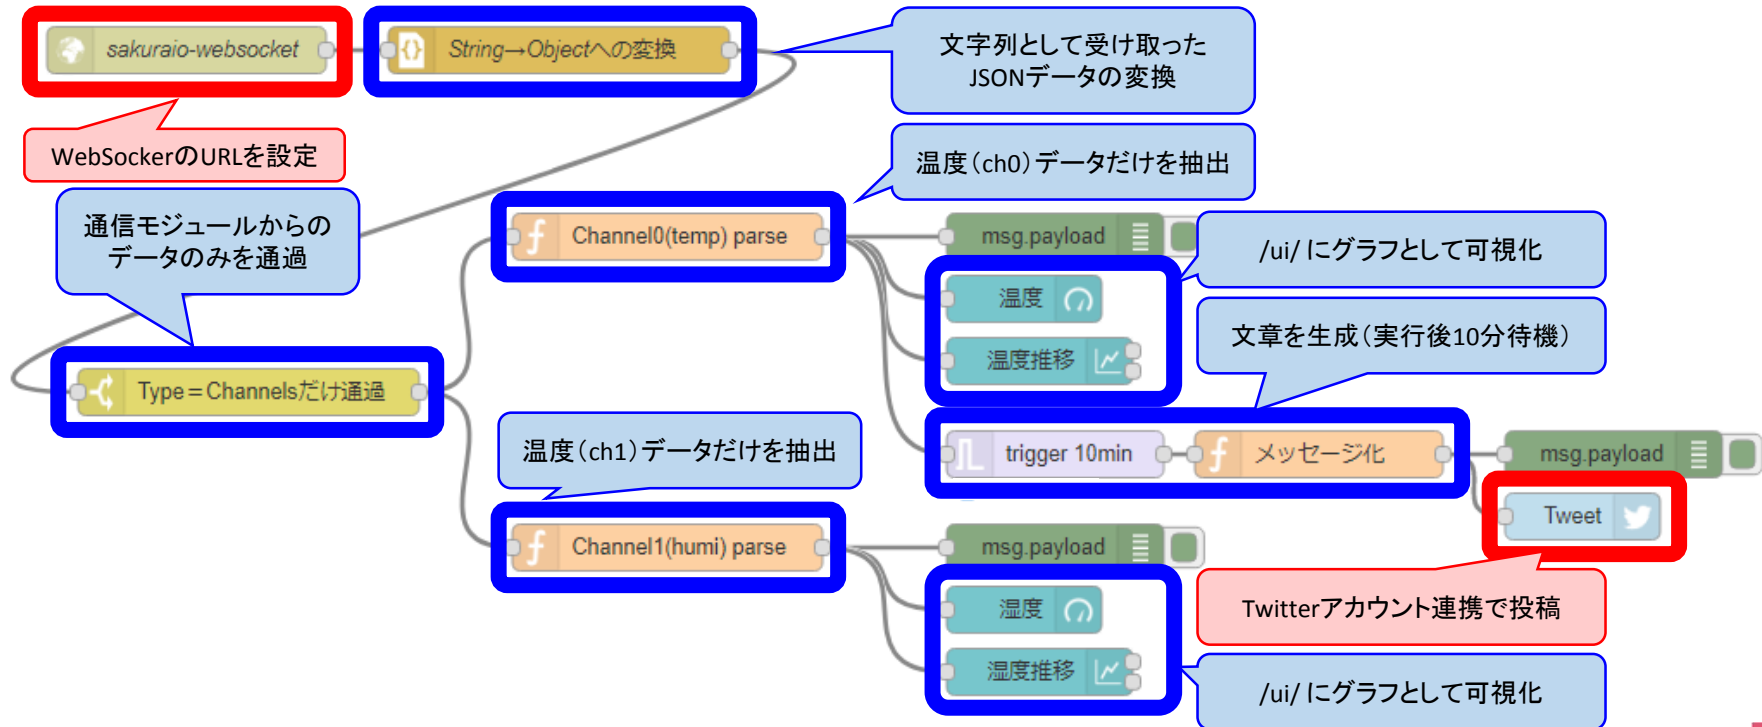 sakuraio-websocket
String→Objectへの変換
文字列として受け取った
JSONデータの変換
WebSockerのURLを設定
温度（ch0）データだけを抽出
通信モジュールからの
データのみを通過
Channel0(temp) parse
msg.payload
/ui/ にグラフとして可視化
温度
文章を生成（実行後10分待機）
温度推移
Type＝Channelsだけ通過
温度（ch1）データだけを抽出
trigger 10min
メッセージ化
msg.payload
Tweet
Channel1(humi) parse
msg.payload
湿度
Twitterアカウント連携で投稿
湿度推移
/ui/ にグラフとして可視化